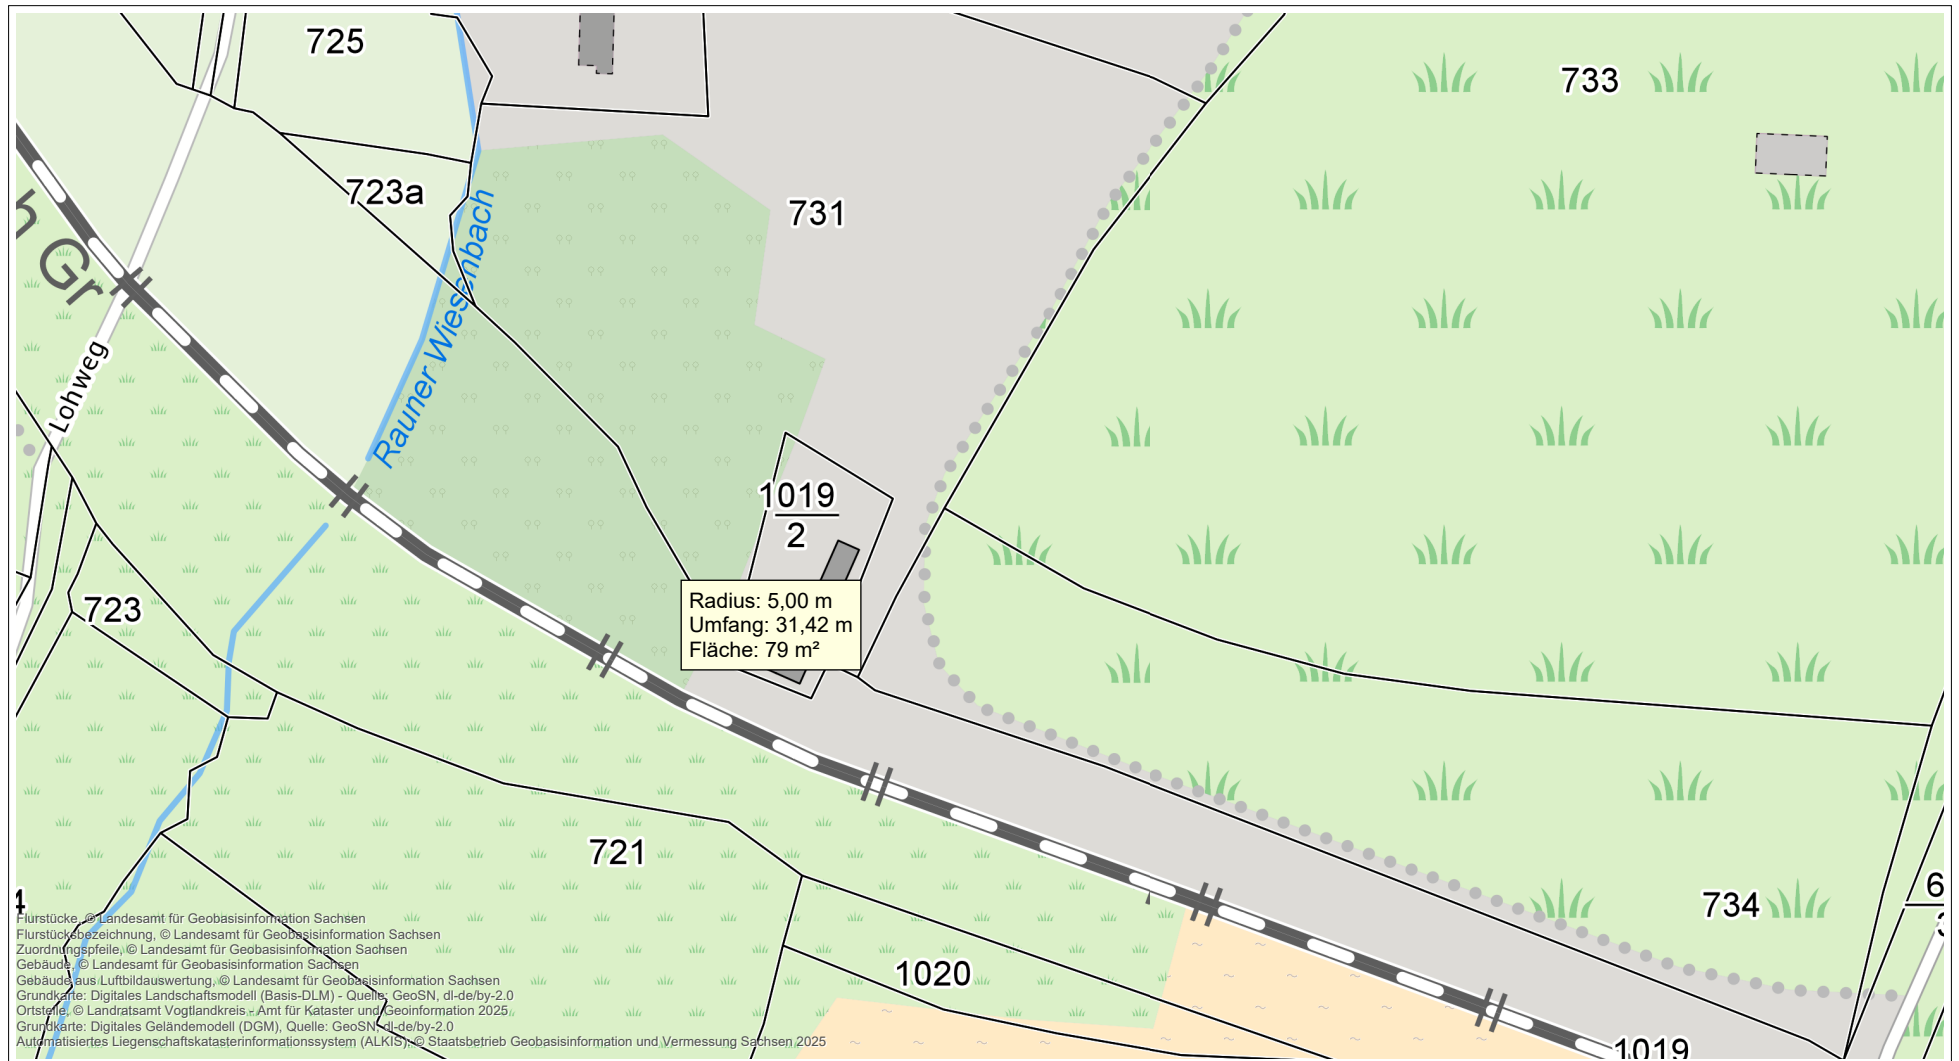 725
733
723a
731
h Gr
Rauner Wiesenbach
Lohweg
1019
2
Radius: 5,00 m
Umfang: 31,42 m
Fläche: 79 m²
723
721
734
6
3
4
1020
1019
Flurstücke, © Landesamt für Geobasisinformation Sachsen
Flurstücksbezeichnung, © Landesamt für Geobasisinformation Sachsen
Zuordnungspfeile, © Landesamt für Geobasisinformation Sachsen
Gebäude, © Landesamt für Geobasisinformation Sachsen
Gebäude aus Luftbildauswertung, © Landesamt für Geobasisinformation Sachsen
Grundkarte: Digitales Landschaftsmodell (Basis-DLM) - Quelle: GeoSN, dl-de/by-2.0
Ortsteile, © Landratsamt Vogtlandkreis - Amt für Kataster und Geoinformation 2025
Grundkarte: Digitales Geländemodell (DGM), Quelle: GeoSN, dl-de/by-2.0
Automatisiertes Liegenschaftskatasterinformationssystem (ALKIS), © Staatsbetrieb Geobasisinformation und Vermessung Sachsen 2025